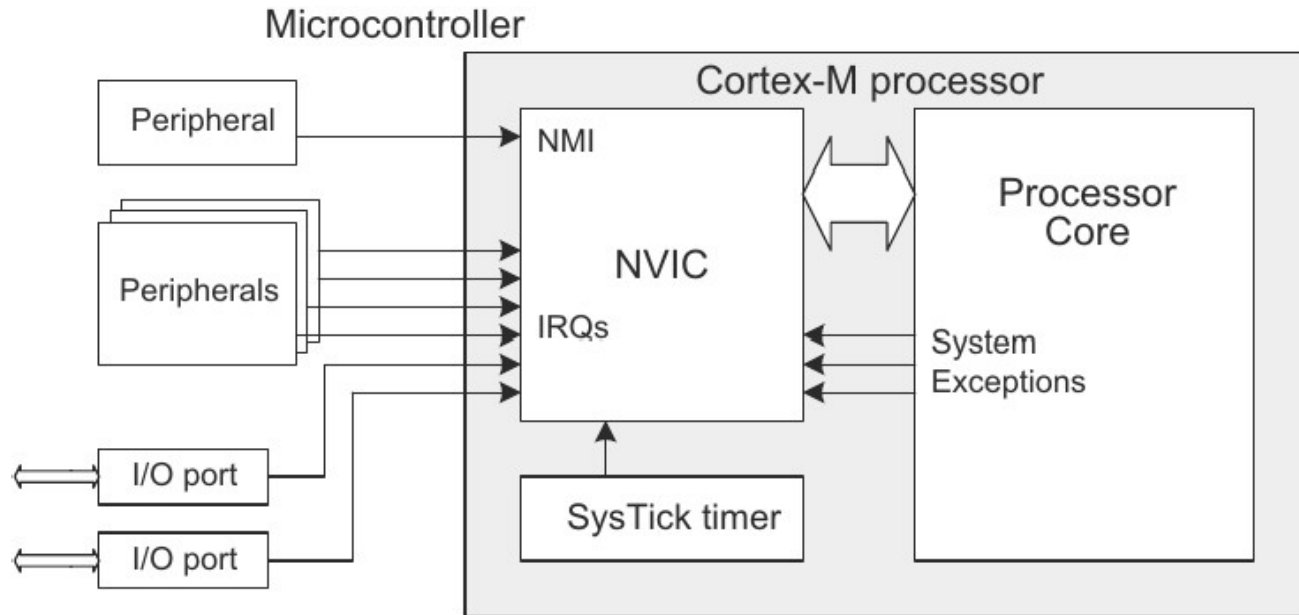 Microcontroller
Cortex-M processor
Peripheral
NMI
Processor
Core
NVIC
Peripherals
IRQs
System
Exceptions
I/O port
SysTick timer
I/O port